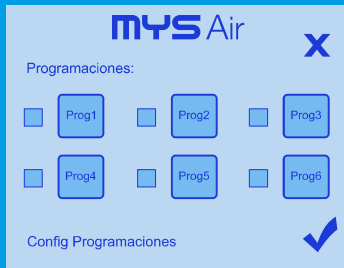 MYS Air
X
Programaciones:
Prog1 Prog2 Prog3
Prog4 Prog5 Prog6
Config Programaciones